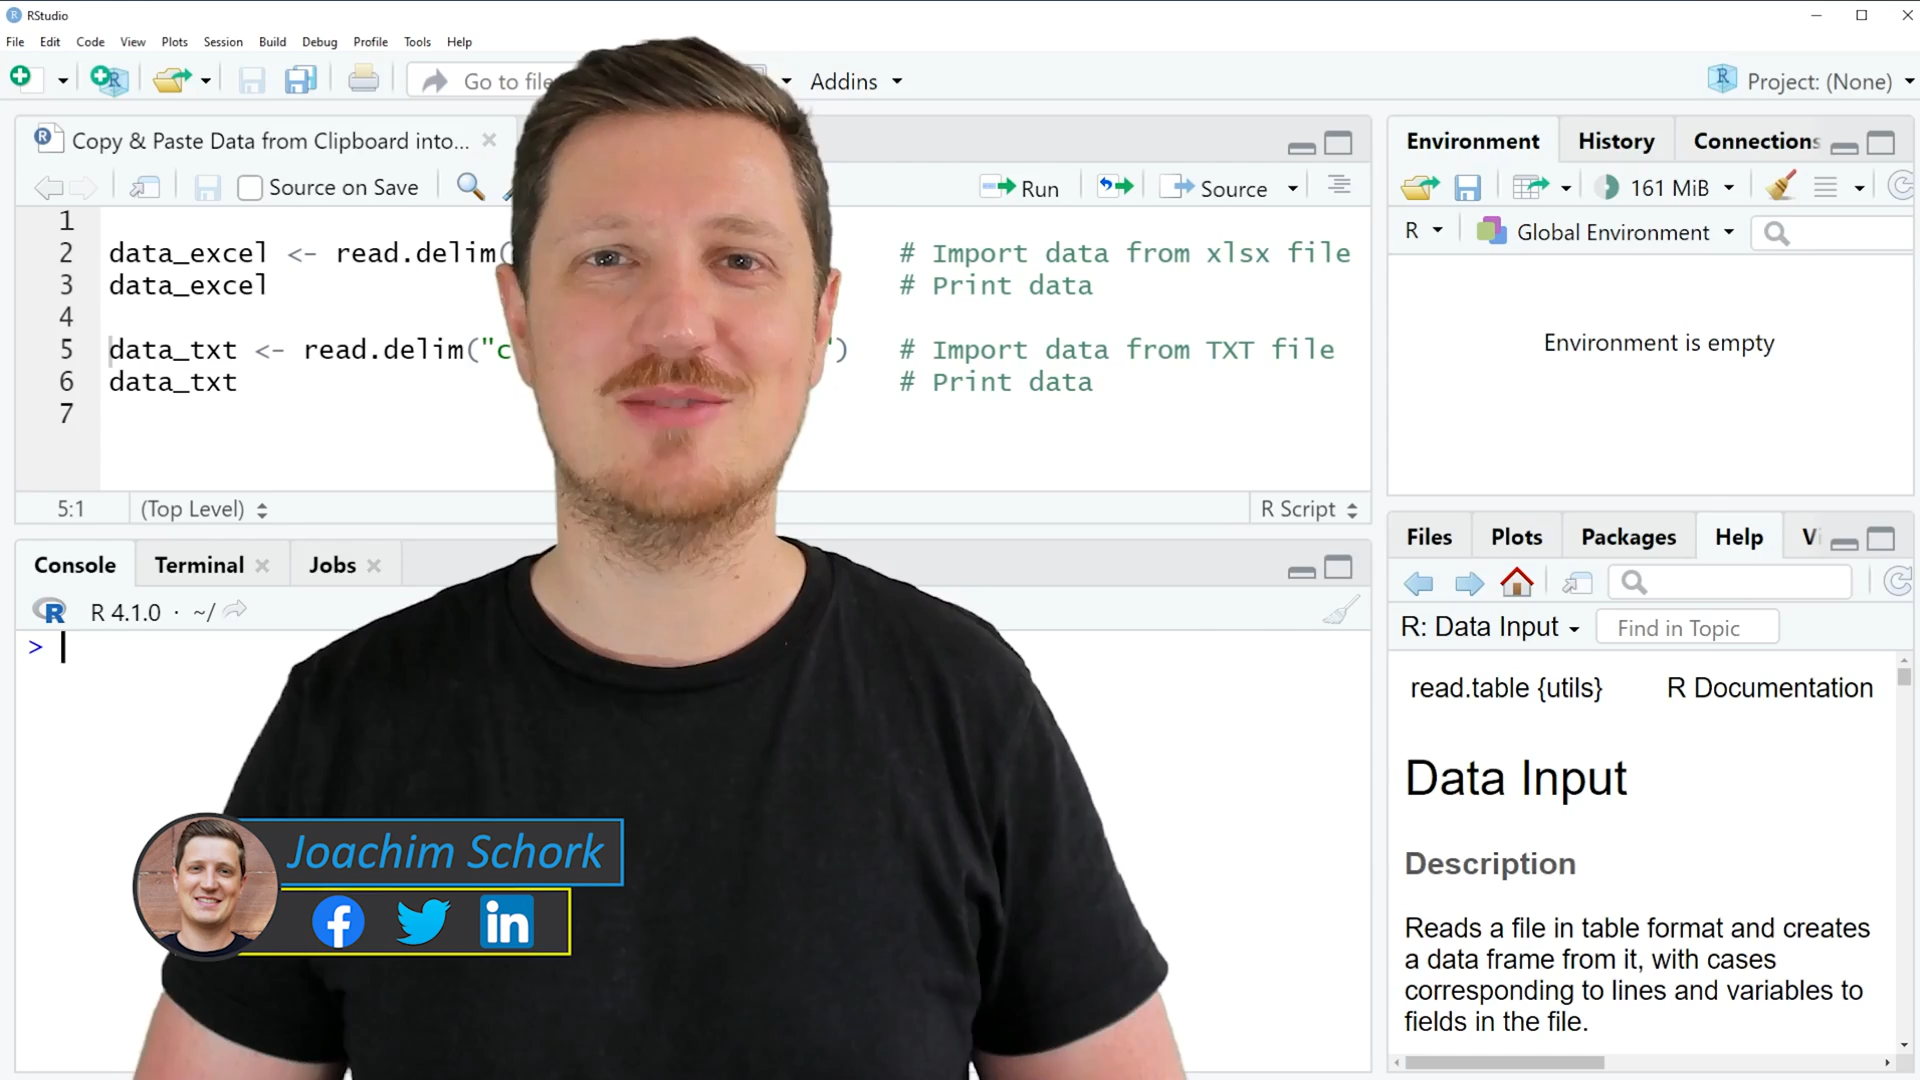 RStudio
File Edit Code View Plots Session Build Debug Profile Tools Help
Go to file Addins Project: (None)
Copy & Paste Data from Clipboard into...
Source on Save Run Source
1
2 data_excel <- read.delim( # Import data from xlsx file
3 data_excel # Print data
4
5 data_txt <- read.delim("c ") # Import data from TXT file
6 data_txt # Print data
7
5:1 (Top Level) R Script
Console Terminal Jobs
R 4.1.0 · ~/
>
Environment History Connections
161 MiB
R Global Environment
Environment is empty
Files Plots Packages Help
R: Data Input Find in Topic
read.table {utils} R Documentation
Data Input
Description
Reads a file in table format and creates
a data frame from it, with cases
corresponding to lines and variables to
fields in the file.
Joachim Schork
f in